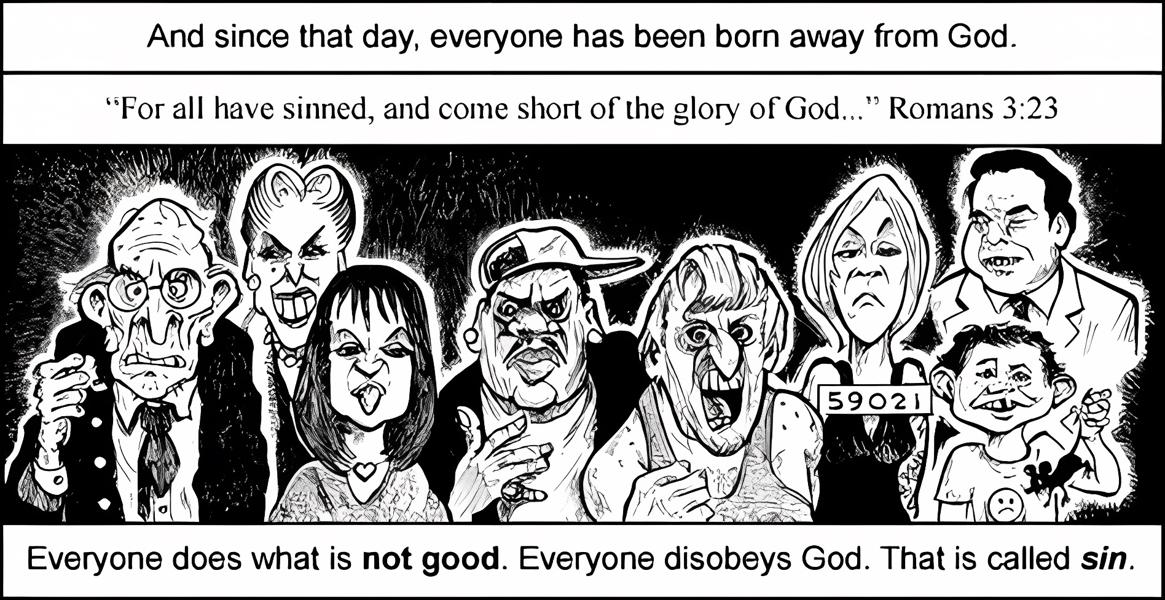 And since that day, everyone has been born away from God.
“For all have sinned, and come short of the glory of God...” Romans 3:23
59021
Everyone does what is not good. Everyone disobeys God. That is called sin.